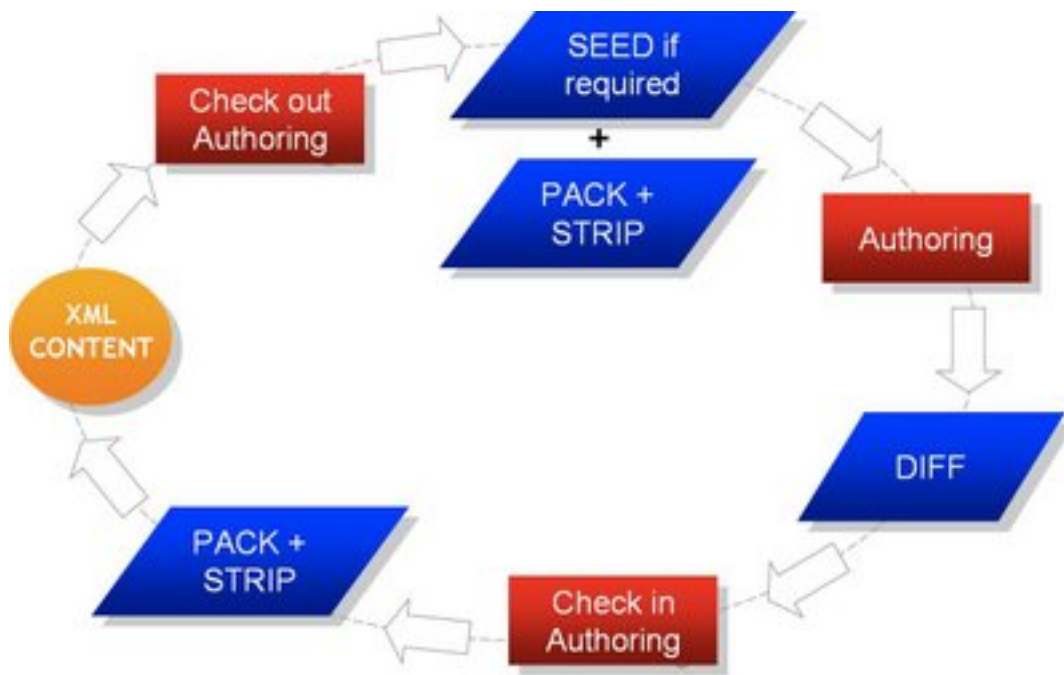 SEED if
required
+
PACK +
STRIP
Check out
Authoring
Authoring
XML
CONTENT
DIFF
PACK +
STRIP
Check in
Authoring